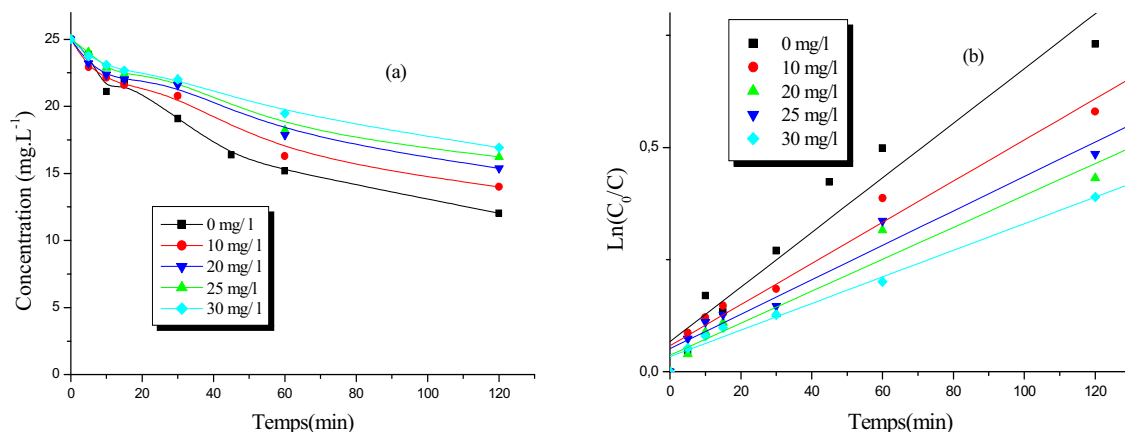 (a)
Concentration (mg.L⁻¹)
25
20
15
10
5
0
0 mg/ l
10 mg/ l
20 mg/ l
25 mg/l
30 mg/ l
0 20 40 60 80 100 120
Temps(min)
(b)
Ln(C₀/C)
0,5
0,0
0 mg/l
10 mg/l
20 mg/l
25 mg/l
30 mg/l
0 20 40 60 80 100 120
Temps(min)